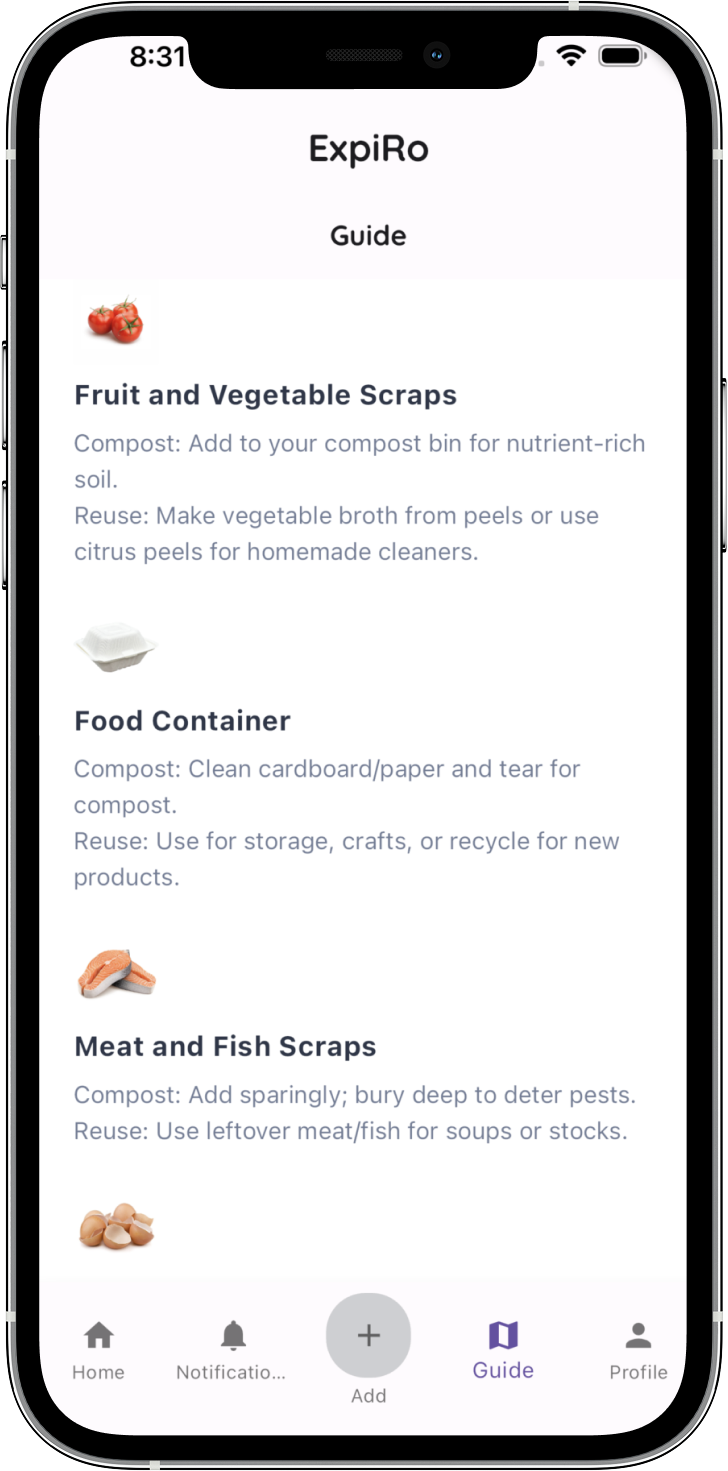 8:31
ExpiRo
Guide
Fruit and Vegetable Scraps
Compost: Add to your compost bin for nutrient-rich
soil.
Reuse: Make vegetable broth from peels or use
citrus peels for homemade cleaners.
Food Container
Compost: Clean cardboard/paper and tear for
compost.
Reuse: Use for storage, crafts, or recycle for new
products.
Meat and Fish Scraps
Compost: Add sparingly; bury deep to deter pests.
Reuse: Use leftover meat/fish for soups or stocks.
Home
Notificatio...
Add
Guide
Profile